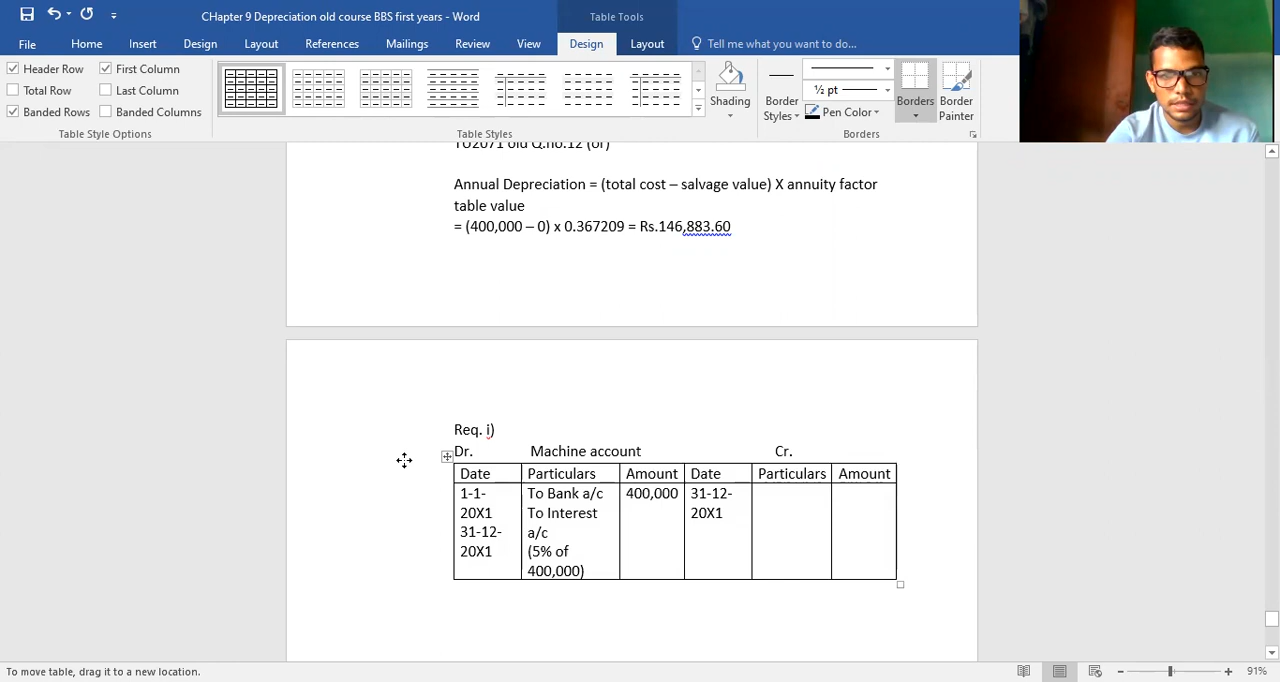 CHapter 9 Depreciation old course BBS first years - Word
Table Tools
File
Home
Insert
Design
Layout
References
Mailings
Review
View
Design
Layout
Tell me what you want to do...
Header Row
First Column
Total Row
Last Column
Banded Rows
Banded Columns
Table Style Options
Table Styles
Shading
Border Styles
½ pt
Pen Color
Borders
Border Painter
Borders
TU2071 old Q.no.12 (or)
Annual Depreciation = (total cost – salvage value) X annuity factor
table value
= (400,000 – 0) x 0.367209 = Rs.146,883.60
Req. i)
Dr. Machine account Cr.
Date Particulars Amount Date Particulars Amount
1-1- To Bank a/c 400,000 31-12-
20X1 To Interest 20X1
31-12- a/c
20X1 (5% of
400,000)
To move table, drag it to a new location.
91%